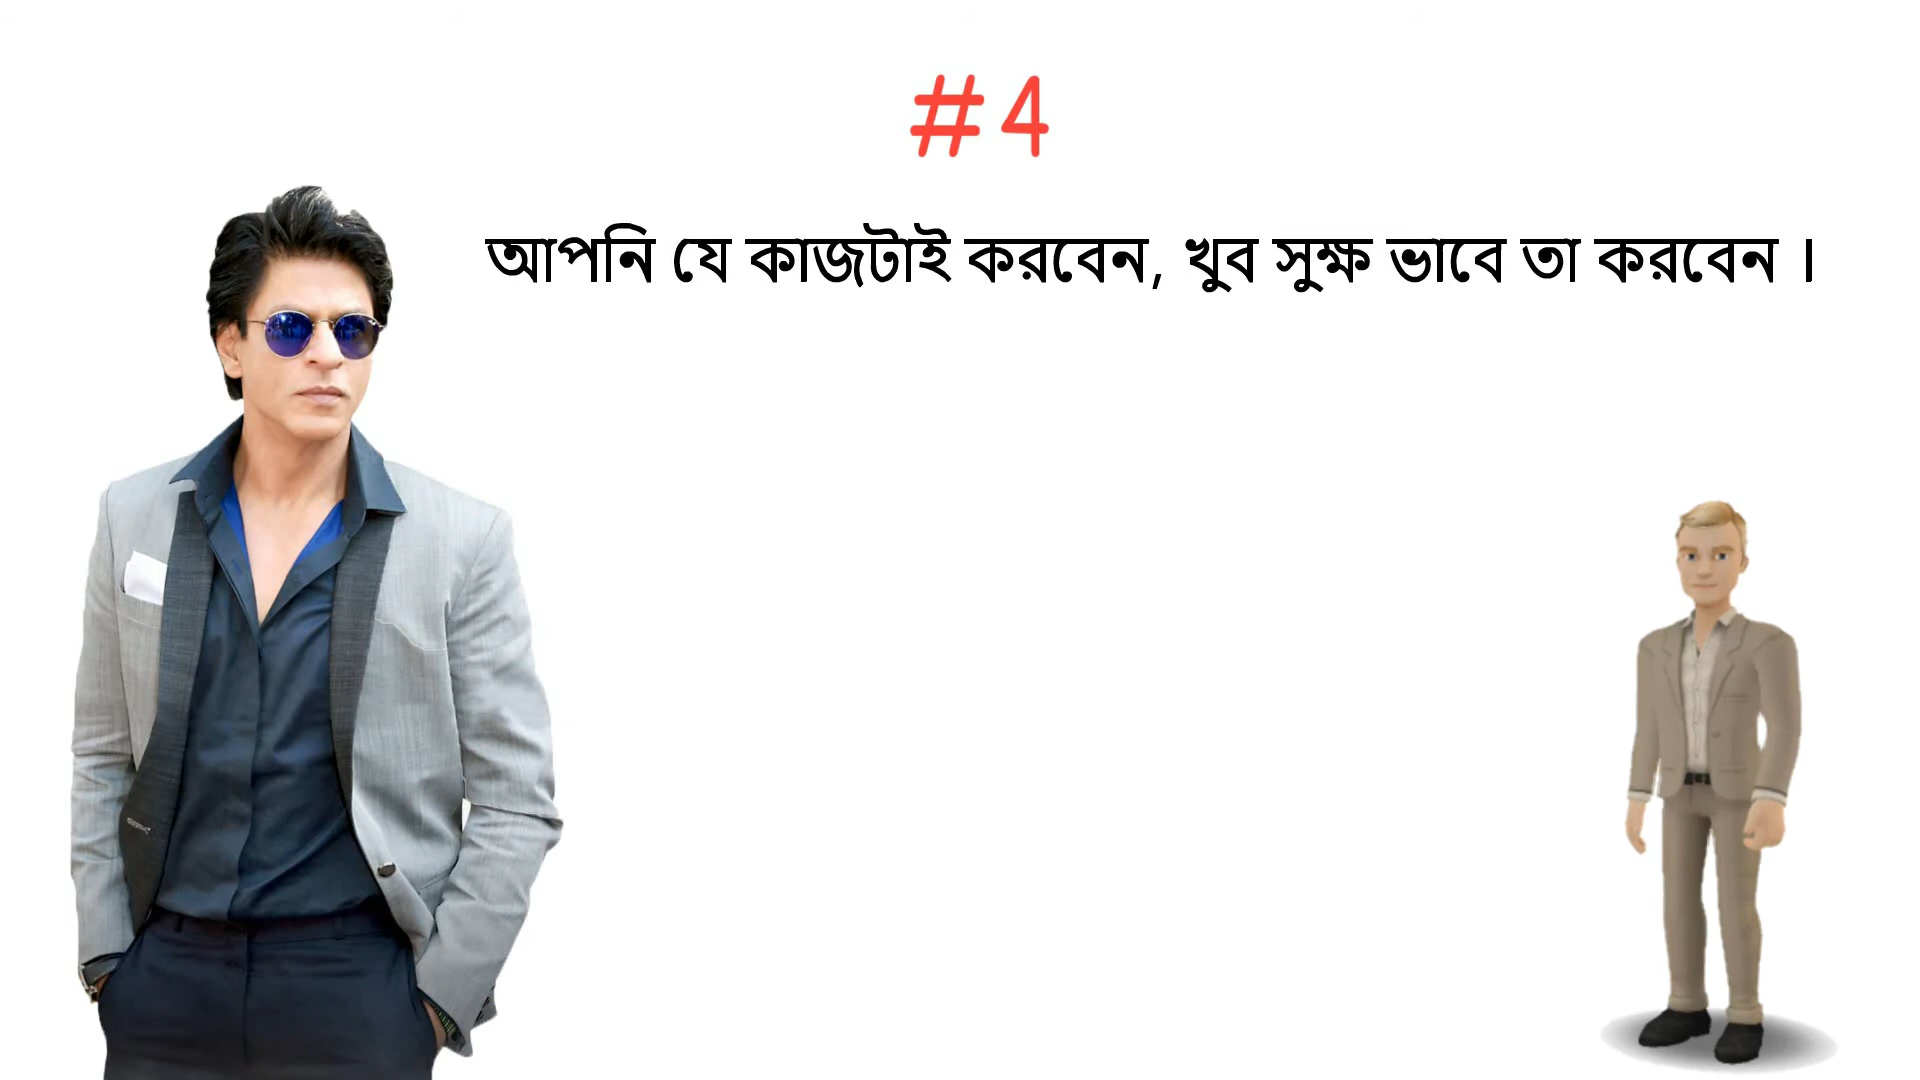 #4
আপনি যে কাজটাই করবেন, খুব সুক্ষ ভাবে তা করবেন ।